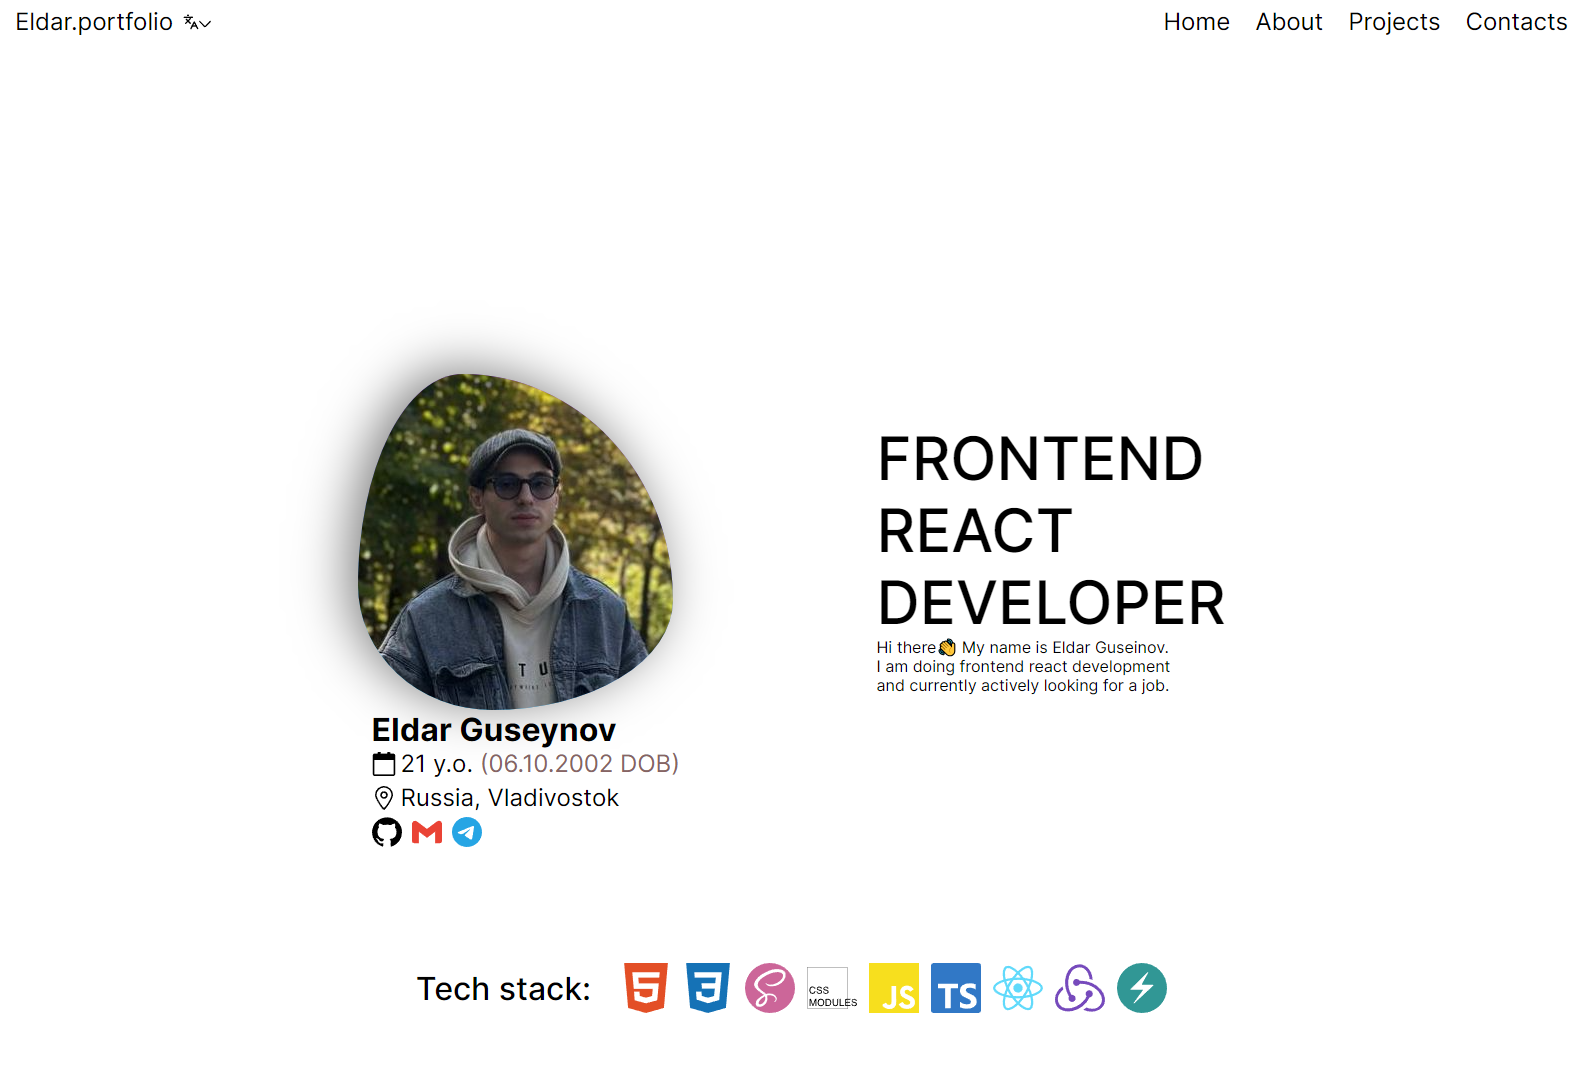 Eldar.portfolio
Home About Projects Contacts
FRONTEND
REACT
DEVELOPER
Hi there👏 My name is Eldar Guseinov.
I am doing frontend react development
and currently actively looking for a job.
T U
Eldar Guseynov
21 y.o. (06.10.2002 DOB)
Russia, Vladivostok
Tech stack:
5
3
CSS
MODULES
JS
TS